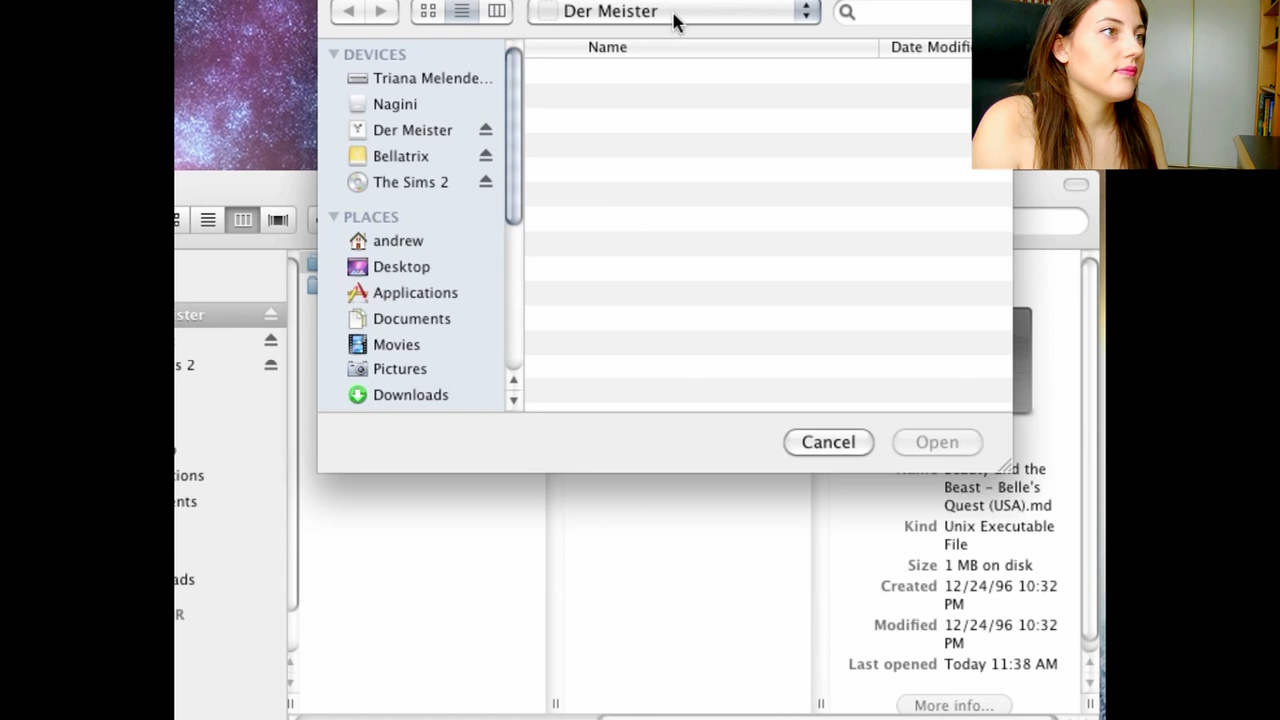 Der Meister
Name
Date Modifi
DEVICES
Triana Melende...
Nagini
Der Meister
Bellatrix
The Sims 2
PLACES
andrew
Desktop
Applications
Documents
Movies
Pictures
Downloads
Cancel
Open
ster
s 2
ions
ents
ads
R
and the
Beast – Belle's
Quest (USA).md
Kind Unix Executable
File
Size 1 MB on disk
Created 12/24/96 10:32
PM
Modified 12/24/96 10:32
PM
Last opened Today 11:38 AM
More info...